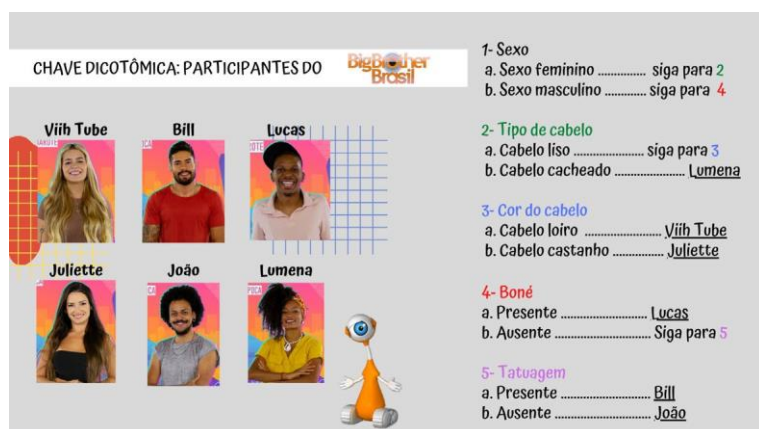 CHAVE DICOTÔMICA: PARTICIPANTES DO
BigBrother
Brasil
Viih Tube
Bill
Lucas
Juliette
João
Lumena
1- Sexo
a. Sexo feminino .............. siga para 2
b. Sexo masculino ............ siga para 4
2- Tipo de cabelo
a. Cabelo liso ..................... siga para 3
b. Cabelo cacheado ..................... Lumena
3- Cor do cabelo
a. Cabelo loiro ....................... Viih Tube
b. Cabelo castanho ................... Juliette
4- Boné
a. Presente .......................... Lucas
b. Ausente ............................. Siga para 5
5- Tatuagem
a. Presente ............................ Bill
b. Ausente ............................. João